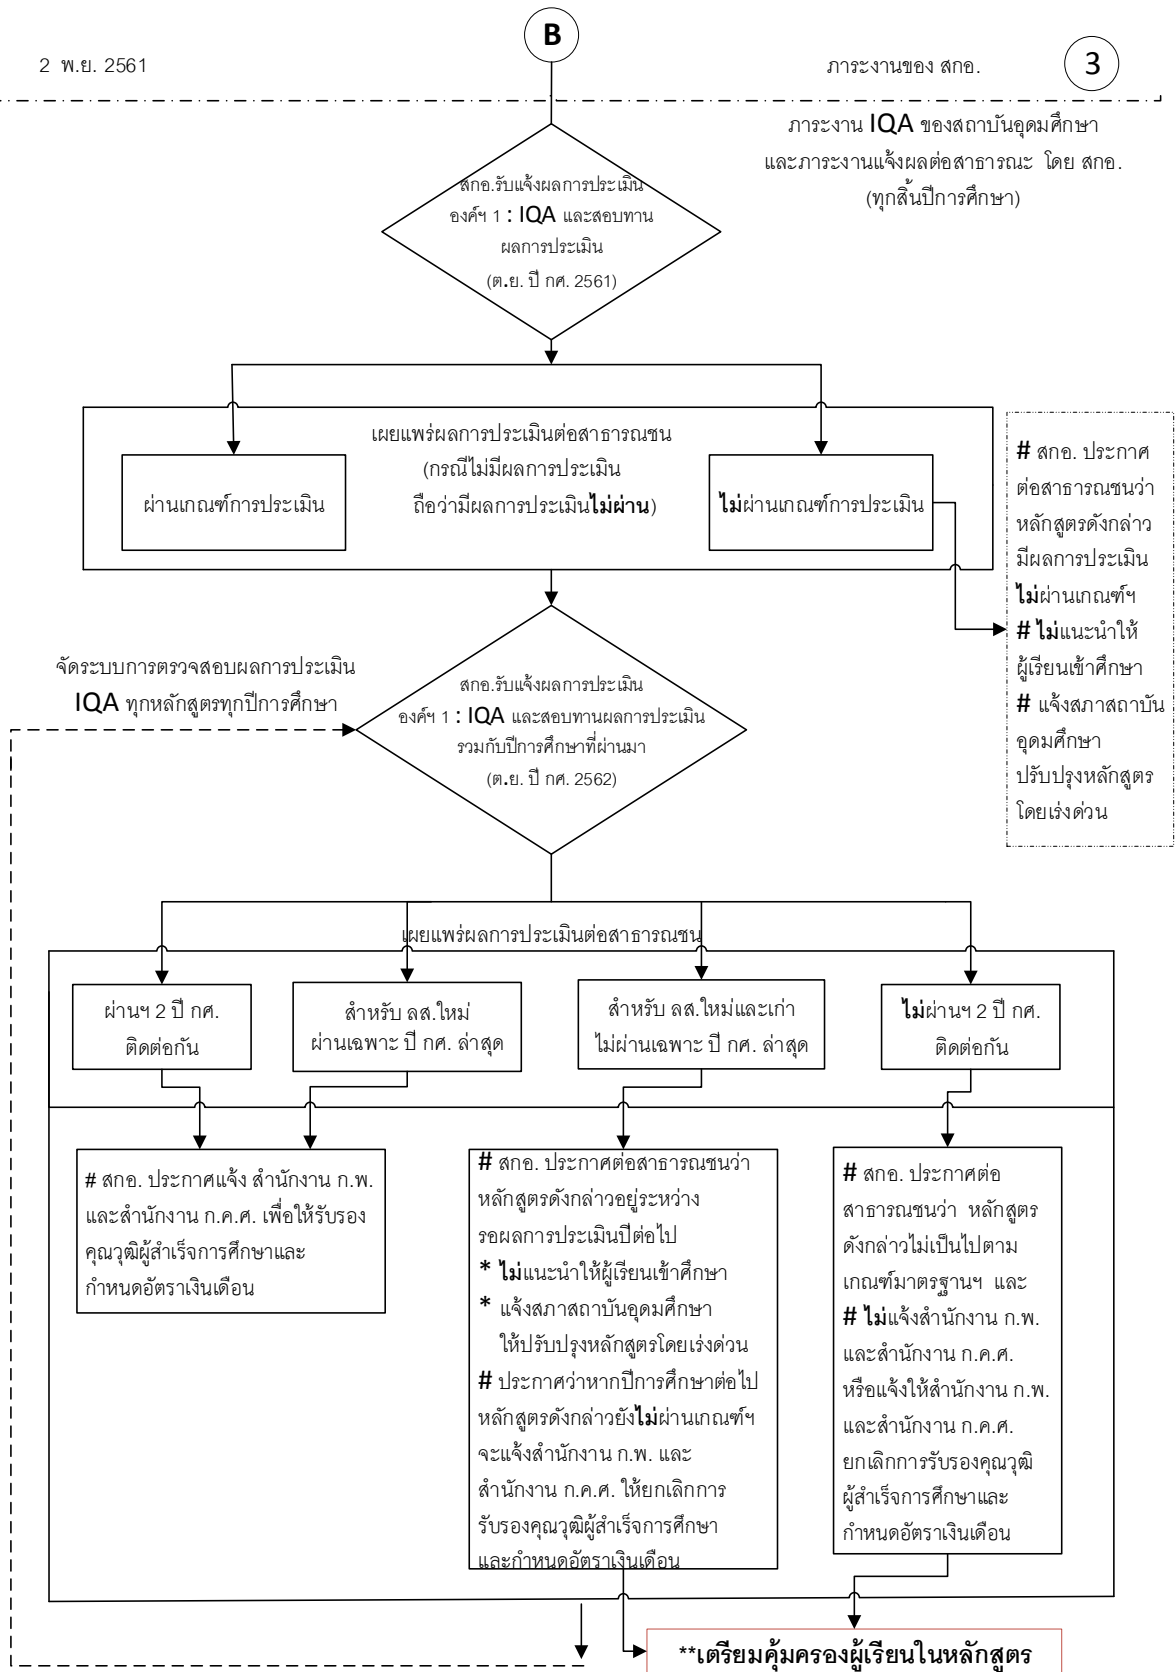 B
2 พ.ย. 2561
ภาระงานของ สกอ.
3
ภาระงาน IQA ของสถาบันอุดมศึกษา
และภาระงานแจ้งผลต่อสาธารณะ โดย สกอ.
(ทุกสิ้นปีการศึกษา)
สกอ.รับแจ้งผลการประเมิน
องค์ฯ 1 : IQA และสอบทาน
ผลการประเมิน
(ต.ย. ปี กศ. 2561)
เผยแพร่ผลการประเมินต่อสาธารณชน
(กรณีไม่มีผลการประเมิน
ถือว่ามีผลการประเมินไม่ผ่าน)
ผ่านเกณฑ์การประเมิน
ไม่ผ่านเกณฑ์การประเมิน
# สกอ. ประกาศ
ต่อสาธารณชนว่า
หลักสูตรดังกล่าว
มีผลการประเมิน
ไม่ผ่านเกณฑ์ฯ
# ไม่แนะนำให้
ผู้เรียนเข้าศึกษา
# แจ้งสภาสถาบัน
อุดมศึกษา
ปรับปรุงหลักสูตร
โดยเร่งด่วน
จัดระบบการตรวจสอบผลการประเมิน
IQA ทุกหลักสูตรทุกปีการศึกษา
สกอ.รับแจ้งผลการประเมิน
องค์ฯ 1 : IQA และสอบทานผลการประเมิน
รวมกับปีการศึกษาที่ผ่านมา
(ต.ย. ปี กศ. 2562)
เผยแพร่ผลการประเมินต่อสาธารณชน
ผ่านฯ 2 ปี กศ.
ติดต่อกัน
สำหรับ ลส.ใหม่
ผ่านเฉพาะ ปี กศ. ล่าสุด
สำหรับ ลส.ใหม่และเก่า
ไม่ผ่านเฉพาะ ปี กศ. ล่าสุด
ไม่ผ่านฯ 2 ปี กศ.
ติดต่อกัน
# สกอ. ประกาศแจ้ง สำนักงาน ก.พ.
และสำนักงาน ก.ค.ศ. เพื่อให้รับรอง
คุณวุฒิผู้สำเร็จการศึกษาและ
กำหนดอัตราเงินเดือน
# สกอ. ประกาศต่อสาธารณชนว่า
หลักสูตรดังกล่าวอยู่ระหว่าง
รอผลการประเมินปีต่อไป
* ไม่แนะนำให้ผู้เรียนเข้าศึกษา
* แจ้งสภาสถาบันอุดมศึกษา
ให้ปรับปรุงหลักสูตรโดยเร่งด่วน
# ประกาศว่าหากปีการศึกษาต่อไป
หลักสูตรดังกล่าวยังไม่ผ่านเกณฑ์ฯ
จะแจ้งสำนักงาน ก.พ. และ
สำนักงาน ก.ค.ศ. ให้ยกเลิกการ
รับรองคุณวุฒิผู้สำเร็จการศึกษา
และกำหนดอัตราเงินเดือน
# สกอ. ประกาศต่อ
สาธารณชนว่า หลักสูตร
ดังกล่าวไม่เป็นไปตาม
เกณฑ์มาตรฐานฯ และ
# ไม่แจ้งสำนักงาน ก.พ.
และสำนักงาน ก.ค.ศ.
หรือแจ้งให้สำนักงาน ก.พ.
และสำนักงาน ก.ค.ศ.
ยกเลิกการรับรองคุณวุฒิ
ผู้สำเร็จการศึกษาและ
กำหนดอัตราเงินเดือน
**เตรียมคุ้มครองผู้เรียนในหลักสูตร